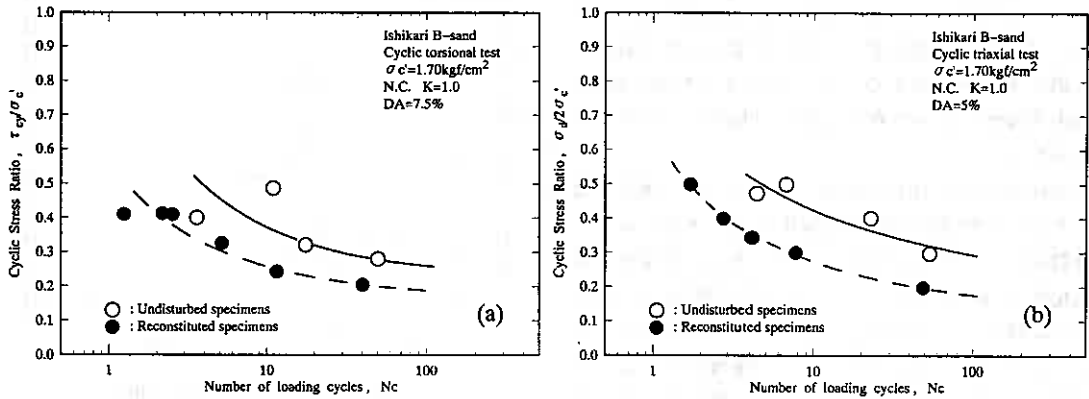 1.0
0.9
0.8
0.7
0.6
0.5
0.4
0.3
0.2
0.1
0.0
Cyclic Stress Ratio, τcy/σc'
Ishikari B-sand
Cyclic torsional test
σc'=1.70kgf/cm²
N.C. K=1.0
DA=7.5%
○ : Undisturbed specimens
● : Reconstituted specimens
(a)
1 10 100
Number of loading cycles, Nc
1.0
0.9
0.8
0.7
0.6
0.5
0.4
0.3
0.2
0.1
0.0
Cyclic Stress Ratio, σd/2σc'
Ishikari B-sand
Cyclic triaxial test
σc'=1.70kgf/cm²
N.C. K=1.0
DA=5%
○ : Undisturbed specimens
● : Reconstituted specimens
(b)
1 10 100
Number of loading cycles, Nc